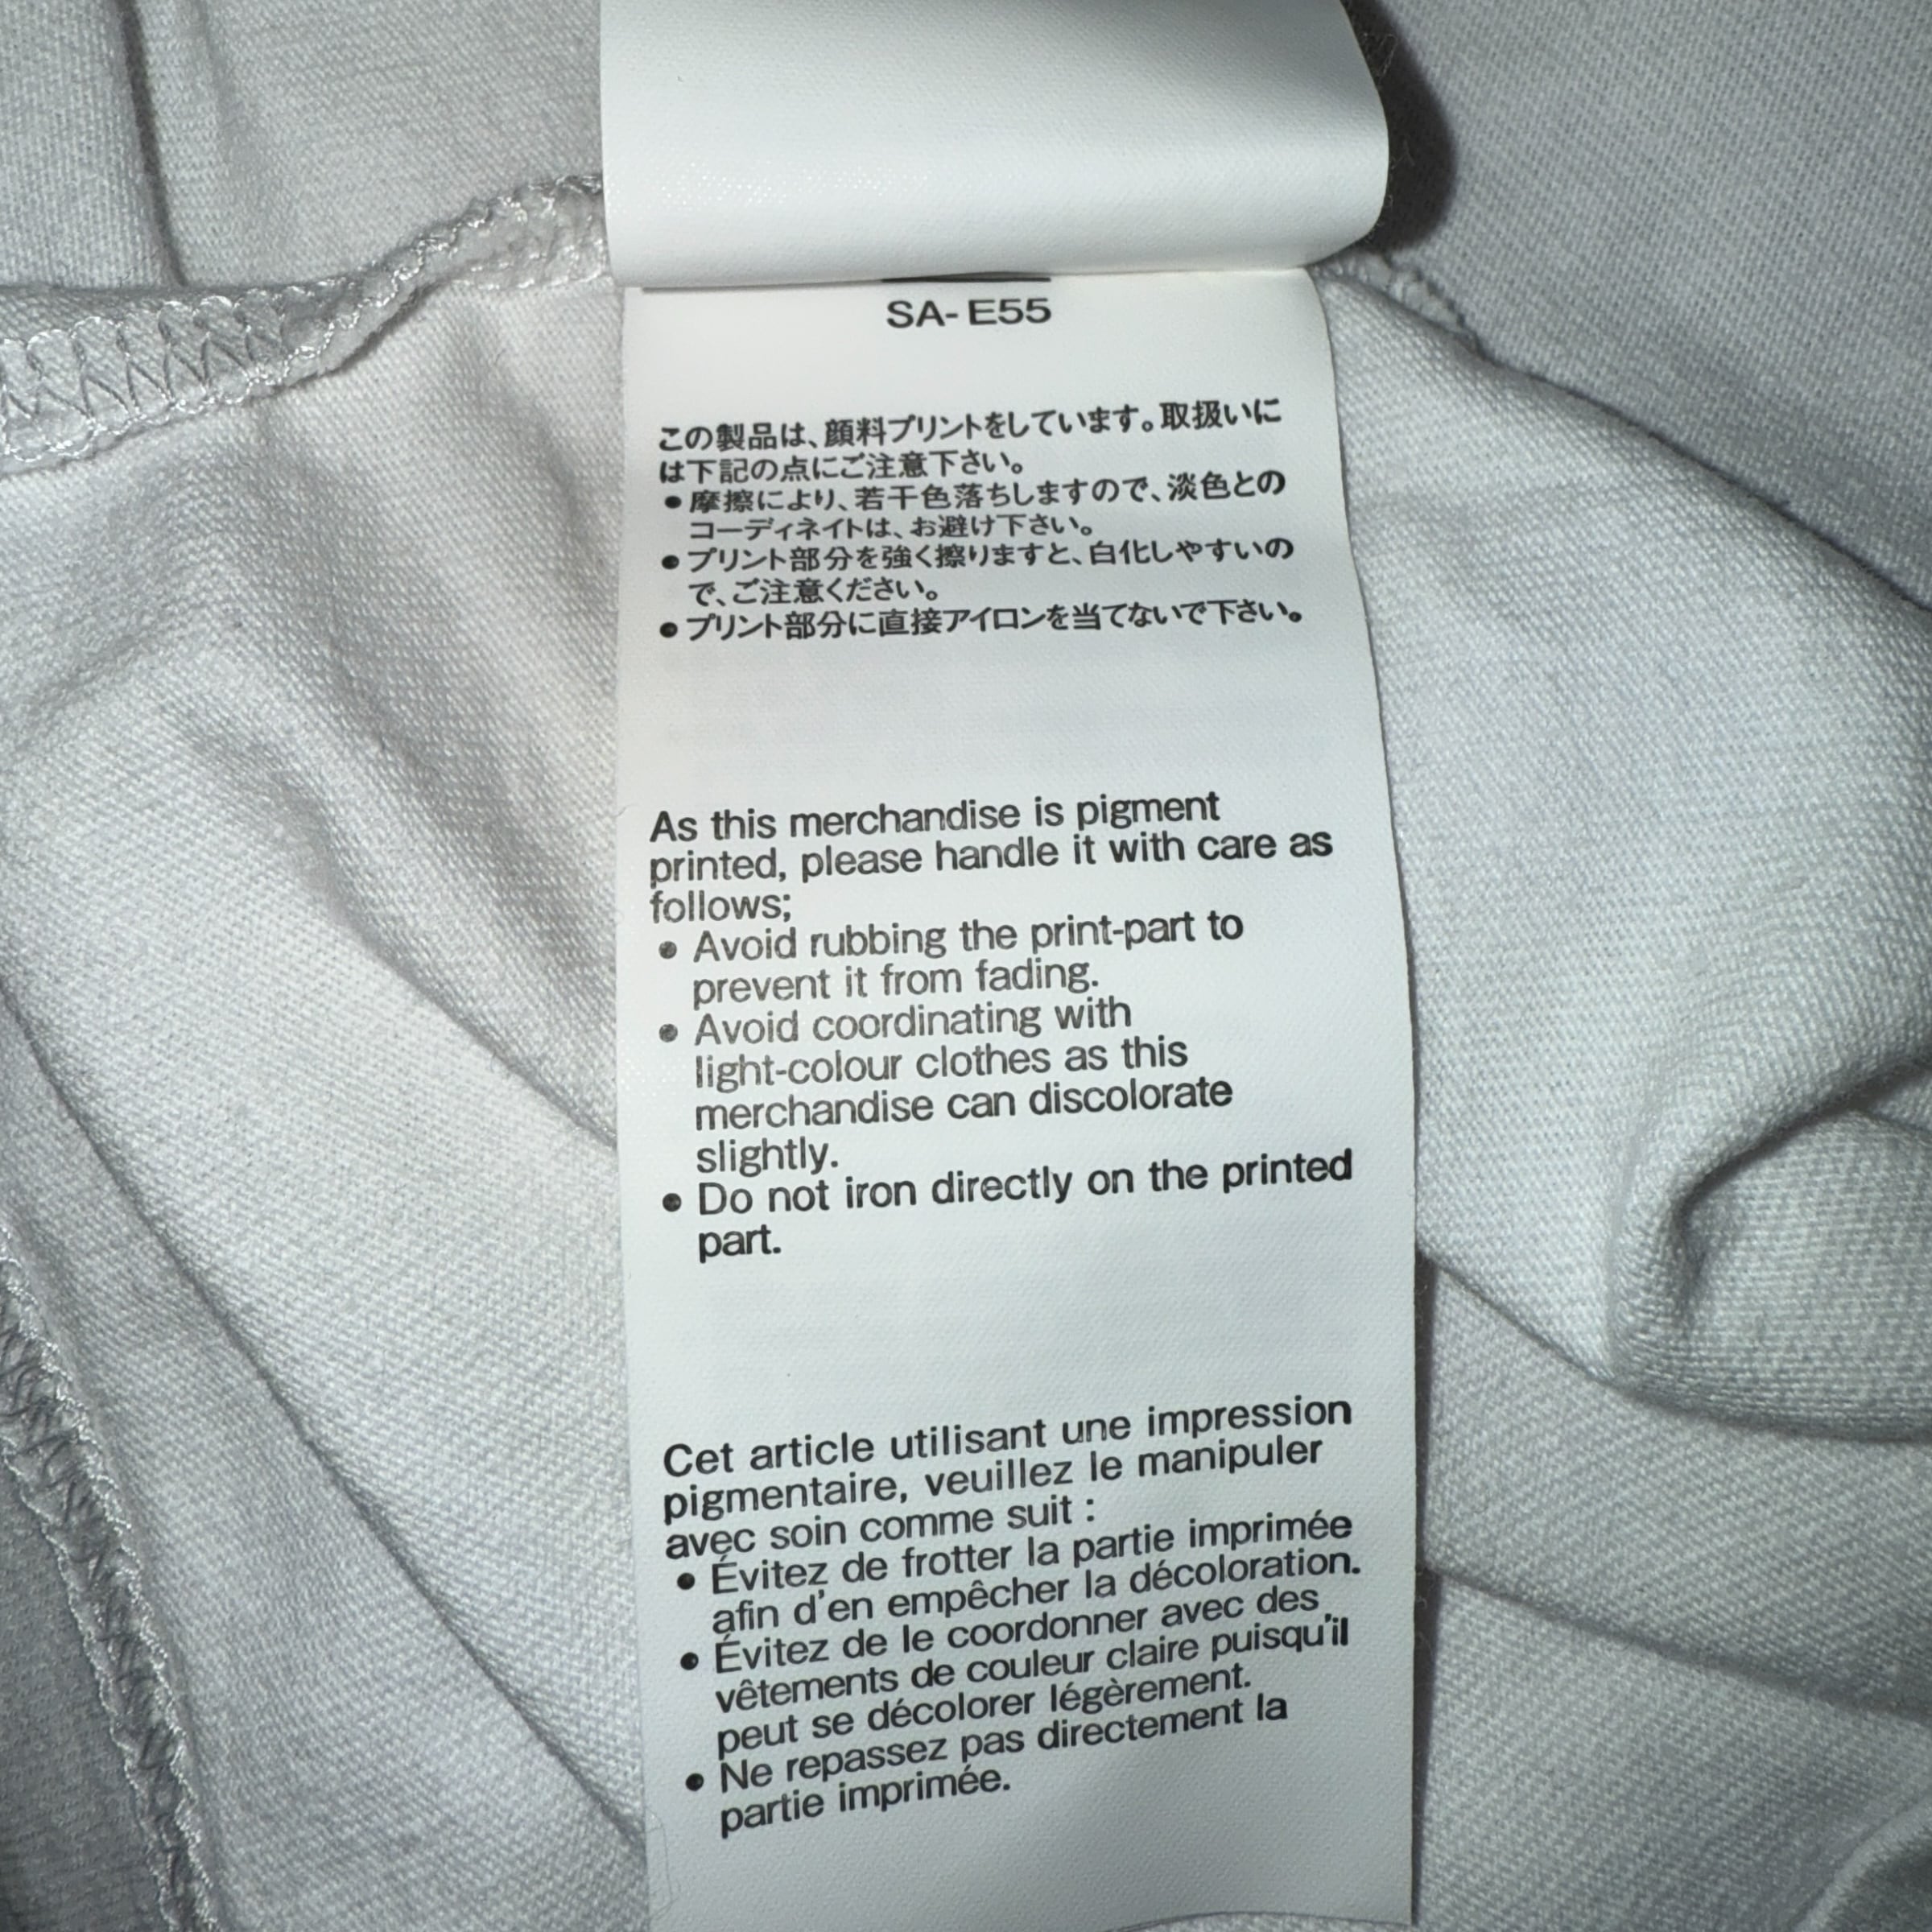 SA-E55
この製品は、顔料プリントをしています。取扱いに
は下記の点にご注意下さい。
● 摩擦により、若干色落ちしますので、淡色との
コーディネイトは、お避け下さい。
● プリント部分を強く擦りますと、白化しやすいの
で、ご注意ください。
● プリント部分に直接アイロンを当てないで下さい。
As this merchandise is pigment
printed, please handle it with care as
follows;
● Avoid rubbing the print-part to
prevent it from fading.
● Avoid coordinating with
light-colour clothes as this
merchandise can discolorate
slightly.
● Do not iron directly on the printed
part.
Cet article utilisant une impression
pigmentaire, veuillez le manipuler
avec soin comme suit :
● Évitez de frotter la partie imprimée
afin d'en empêcher la décoloration.
● Évitez de le coordonner avec des
vêtements de couleur claire puisqu'il
peut se décolorer légèrement.
● Ne repassez pas directement la
partie imprimée.